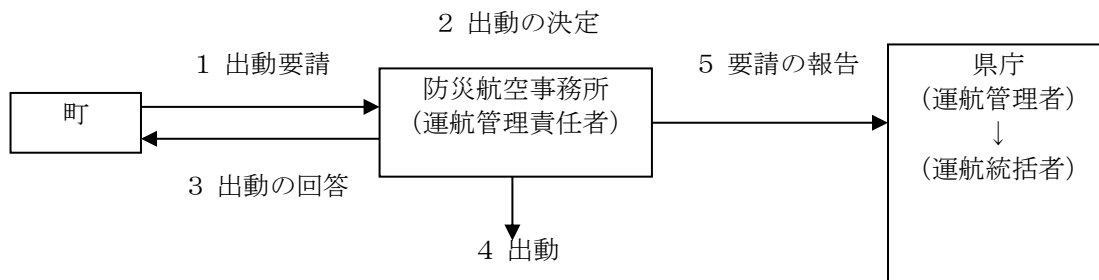 ２ 出動の決定
１ 出動要請
５ 要請の報告
町
防災航空事務所
（運航管理責任者）
県庁
（運航管理者）
↓
（運航統括者）
３ 出動の回答
４ 出動